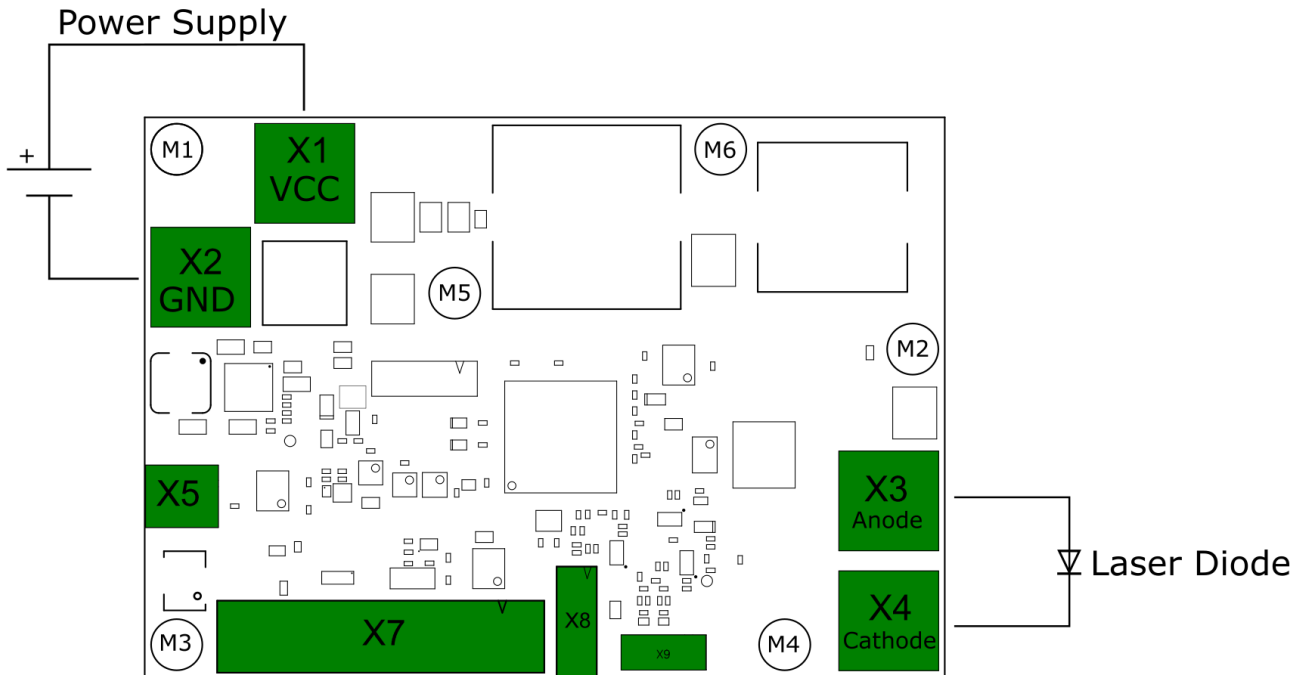 Power Supply
+
M1
X1
VCC
M6
X2
GND
M5
M2
X5
X3
Anode
Laser Diode
X4
Cathode
X7
X8
X9
M3
M4